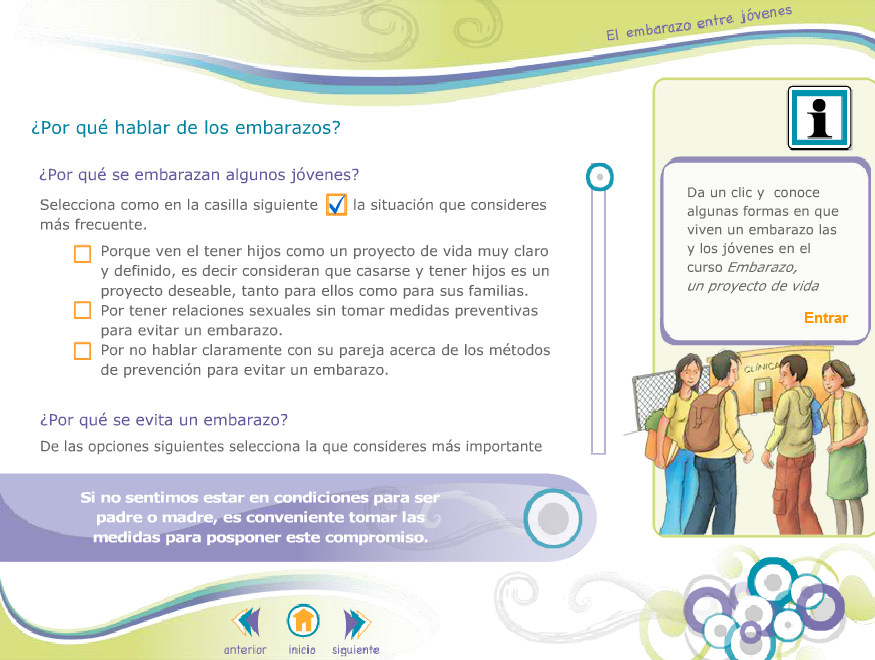 El embarazo entre jóvenes
¿Por qué hablar de los embarazos?
¿Por qué se embarazan algunos jóvenes?
Selecciona como en la casilla siguiente la situación que consideres
más frecuente.
Porque ven el tener hijos como un proyecto de vida muy claro
y definido, es decir consideran que casarse y tener hijos es un
proyecto deseable, tanto para ellos como para sus familias.
Por tener relaciones sexuales sin tomar medidas preventivas
para evitar un embarazo.
Por no hablar claramente con su pareja acerca de los métodos
de prevención para evitar un embarazo.
¿Por qué se evita un embarazo?
De las opciones siguientes selecciona la que consideres más importante
Si no sentimos estar en condiciones para ser
padre o madre, es conveniente tomar las
medidas para posponer este compromiso.
i
Da un clic y conoce
algunas formas en que
viven un embarazo las
y los jóvenes en el
curso Embarazo,
un proyecto de vida
Entrar
CLÍNICA
anterior inicio siguiente